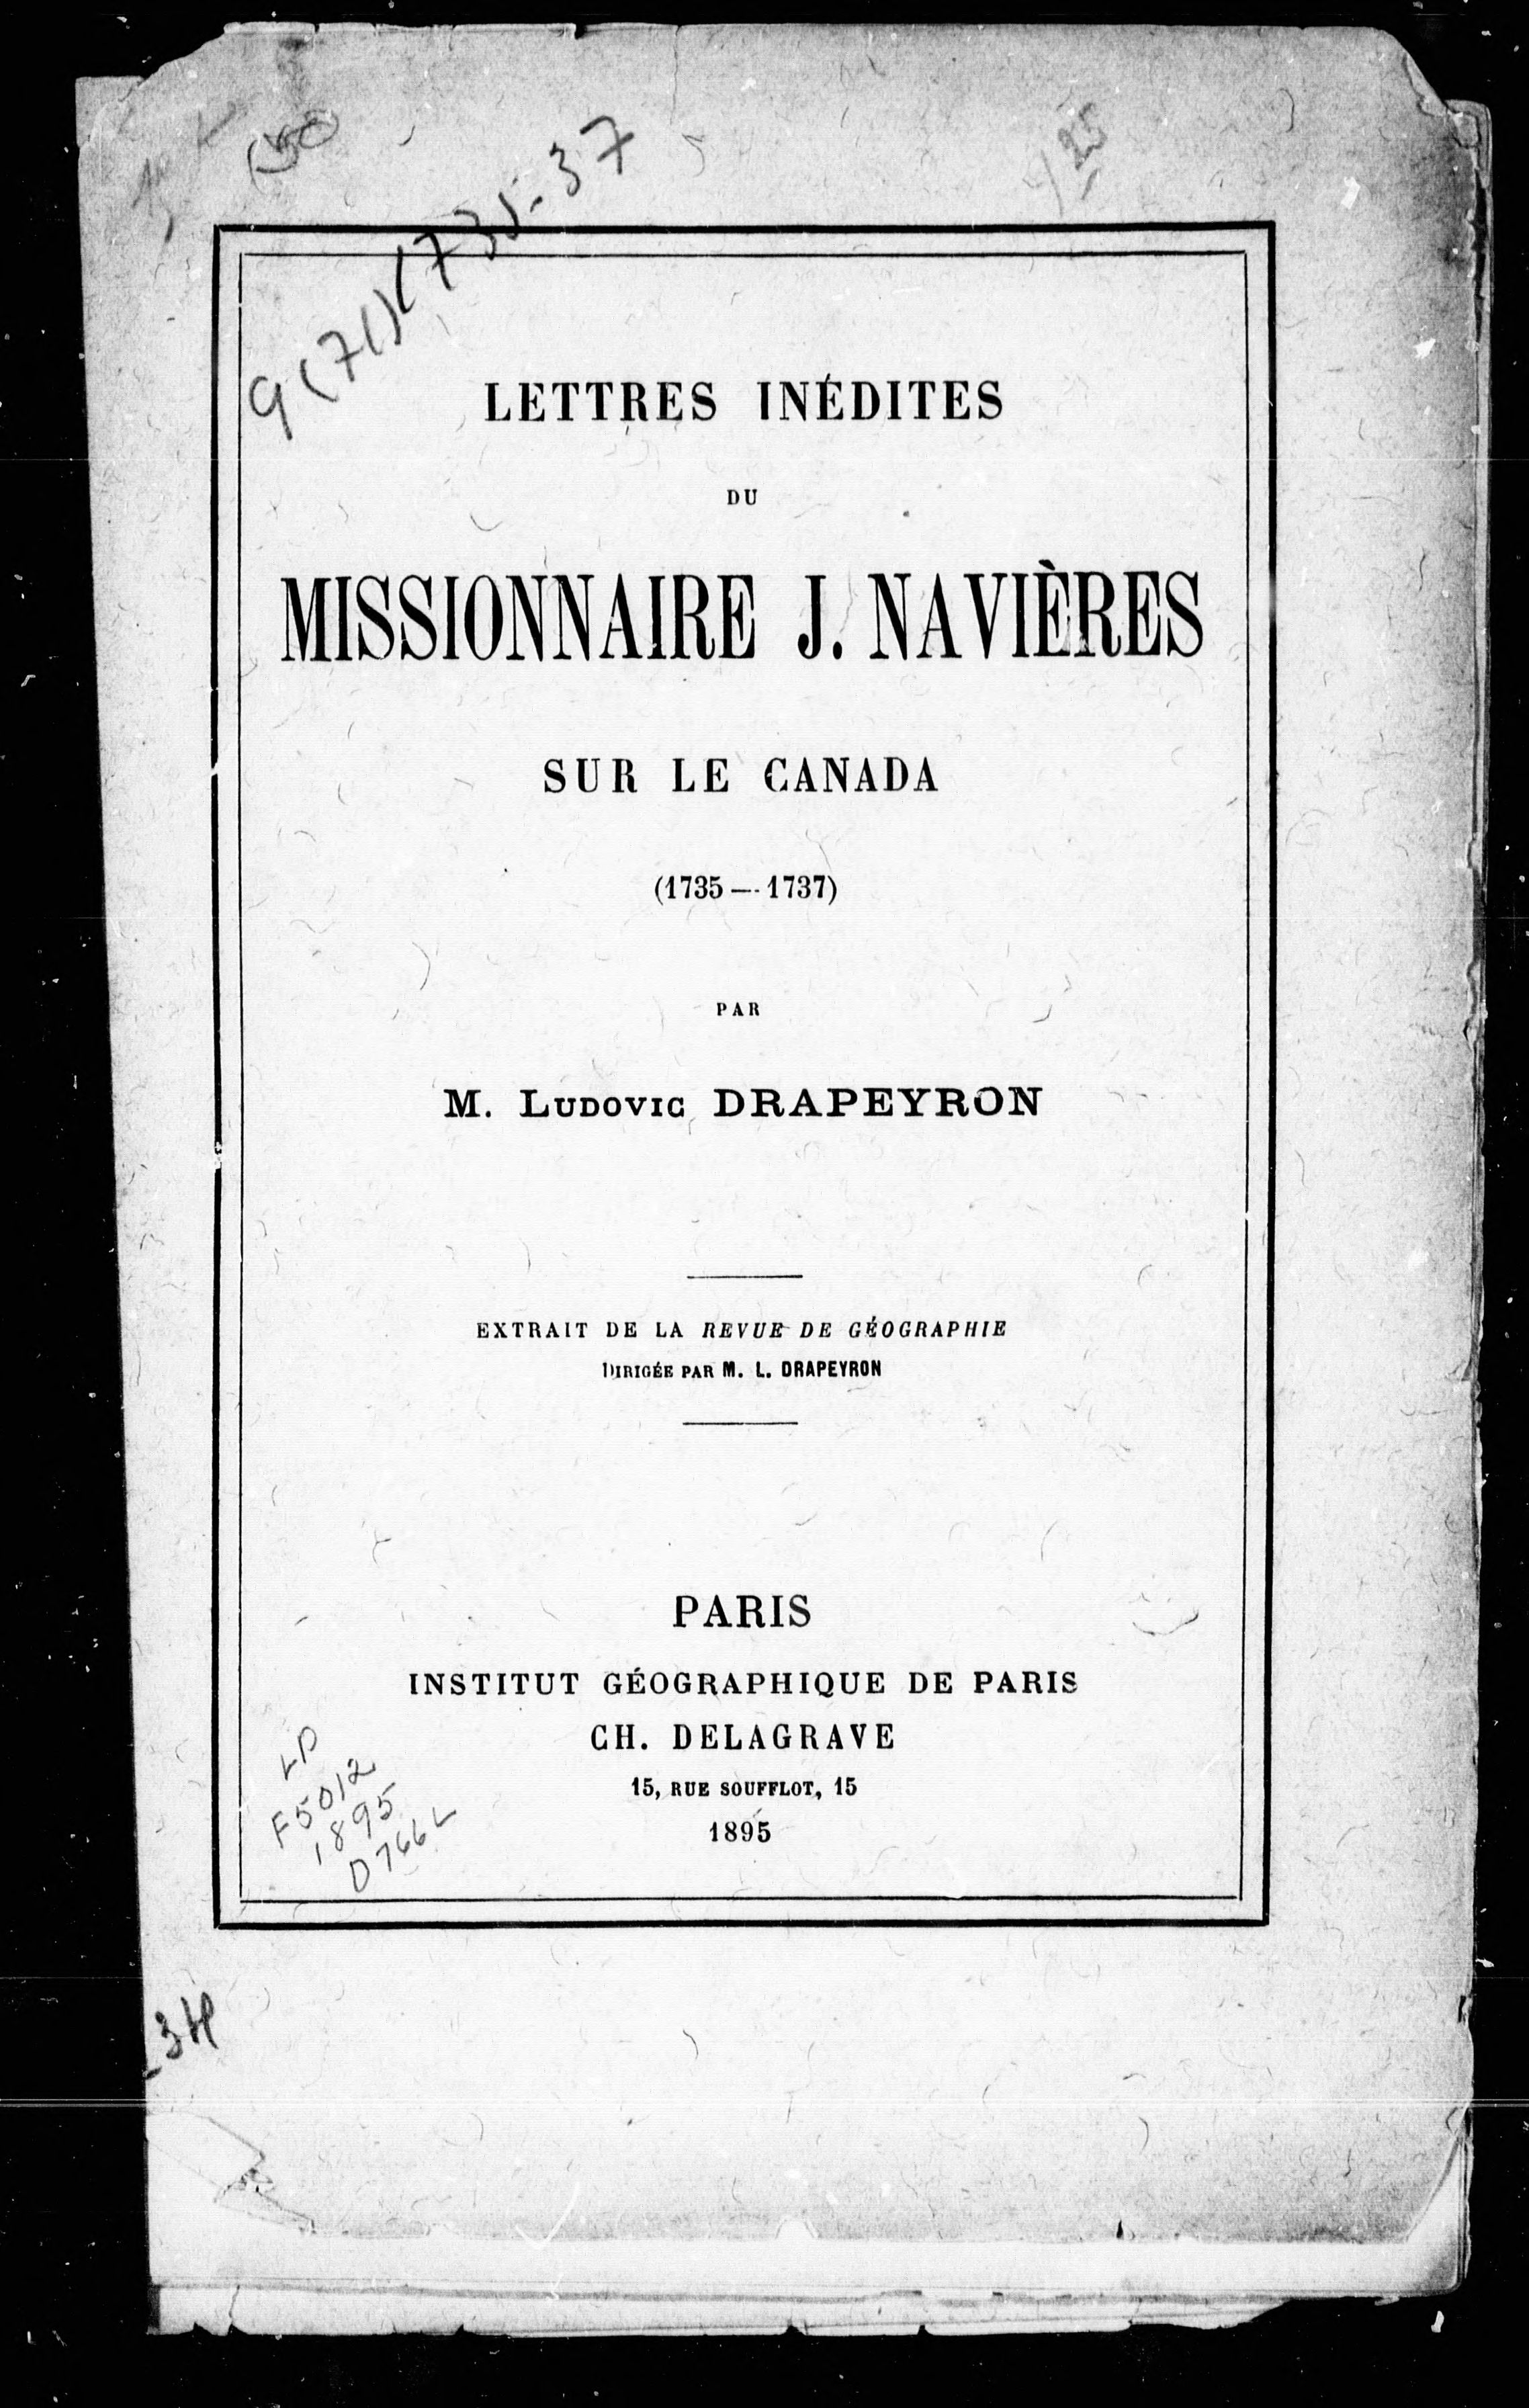 9(71)1735-37
LETTRES INÉDITES
DU
MISSIONNAIRE J. NAVIÈRES
SUR LE CANADA
(1735 — 1737)
PAR
M. LUDOVIC DRAPEYRON
EXTRAIT DE LA REVUE DE GÉOGRAPHIE
DIRIGÉE PAR M. L. DRAPEYRON
PARIS
INSTITUT GÉOGRAPHIQUE DE PARIS
CH. DELAGRAVE
15, RUE SOUFFLOT, 15
1895
LP
F5012
1895
D766L